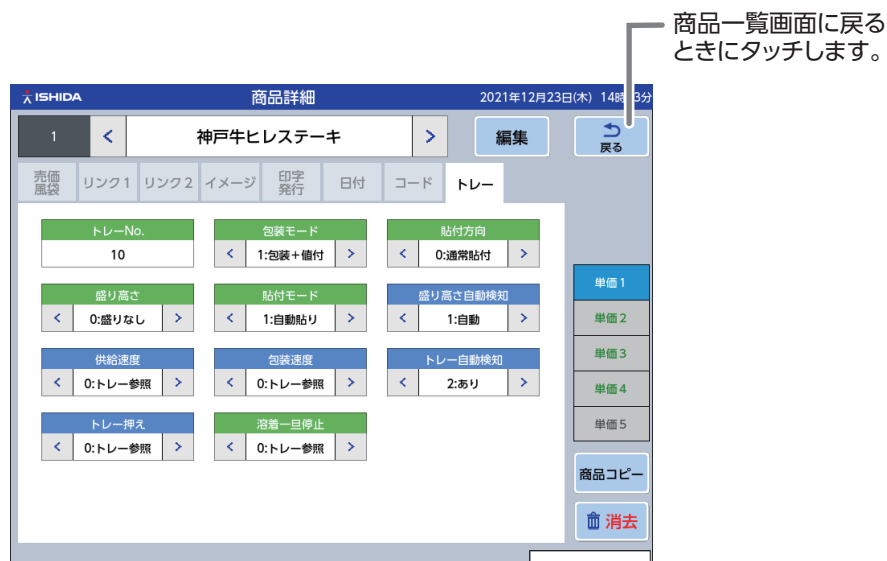 商品一覧画面に戻る
ときにタッチします。
ISHIDA 商品詳細 2021年12月23日(木) 14時 3分
1 < 神戸牛ヒレステーキ > 編集 戻る
売価
風袋 リンク1 リンク2 イメージ 印字
発行 日付 コード トレー
トレーNo. 包装モード 貼付方向
10 < 1:包装+値付 > < 0:通常貼付 >
盛り高さ 貼付モード 盛り高さ自動検知
< 0:盛りなし > < 1:自動貼り > < 1:自動 >
供給速度 包装速度 トレー自動検知
< 0:トレー参照 > < 0:トレー参照 > < 2:あり >
トレー押え 溶着一旦停止
< 0:トレー参照 > < 0:トレー参照 >
単価1
単価2
単価3
単価4
単価5
商品コピー
消去